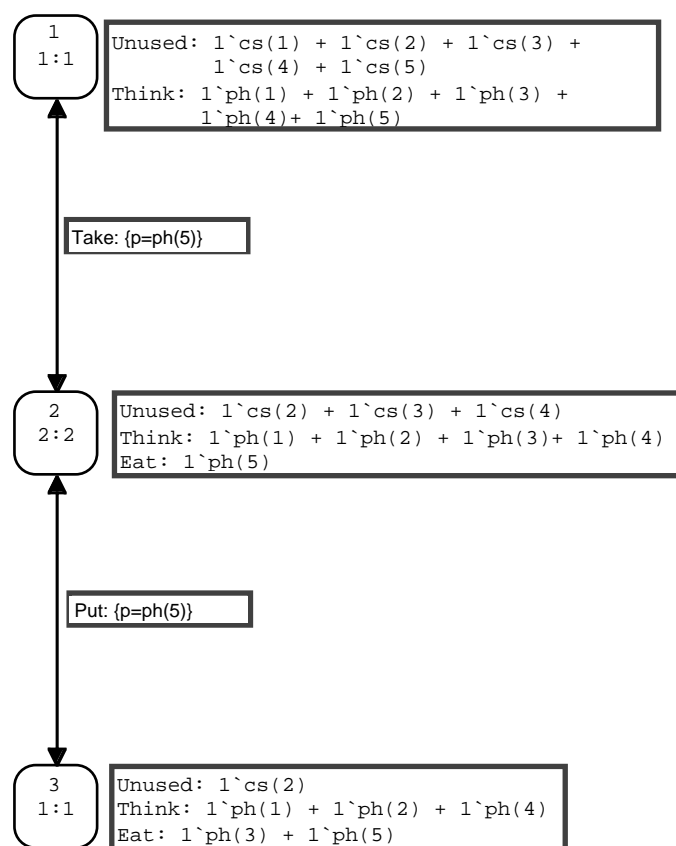 1
1:1
Unused: 1`cs(1) + 1`cs(2) + 1`cs(3) +
1`cs(4) + 1`cs(5)
Think: 1`ph(1) + 1`ph(2) + 1`ph(3) +
1`ph(4)+ 1`ph(5)
Take: {p=ph(5)}
2
2:2
Unused: 1`cs(2) + 1`cs(3) + 1`cs(4)
Think: 1`ph(1) + 1`ph(2) + 1`ph(3)+ 1`ph(4)
Eat: 1`ph(5)
Put: {p=ph(5)}
3
1:1
Unused: 1`cs(2)
Think: 1`ph(1) + 1`ph(2) + 1`ph(4)
Eat: 1`ph(3) + 1`ph(5)